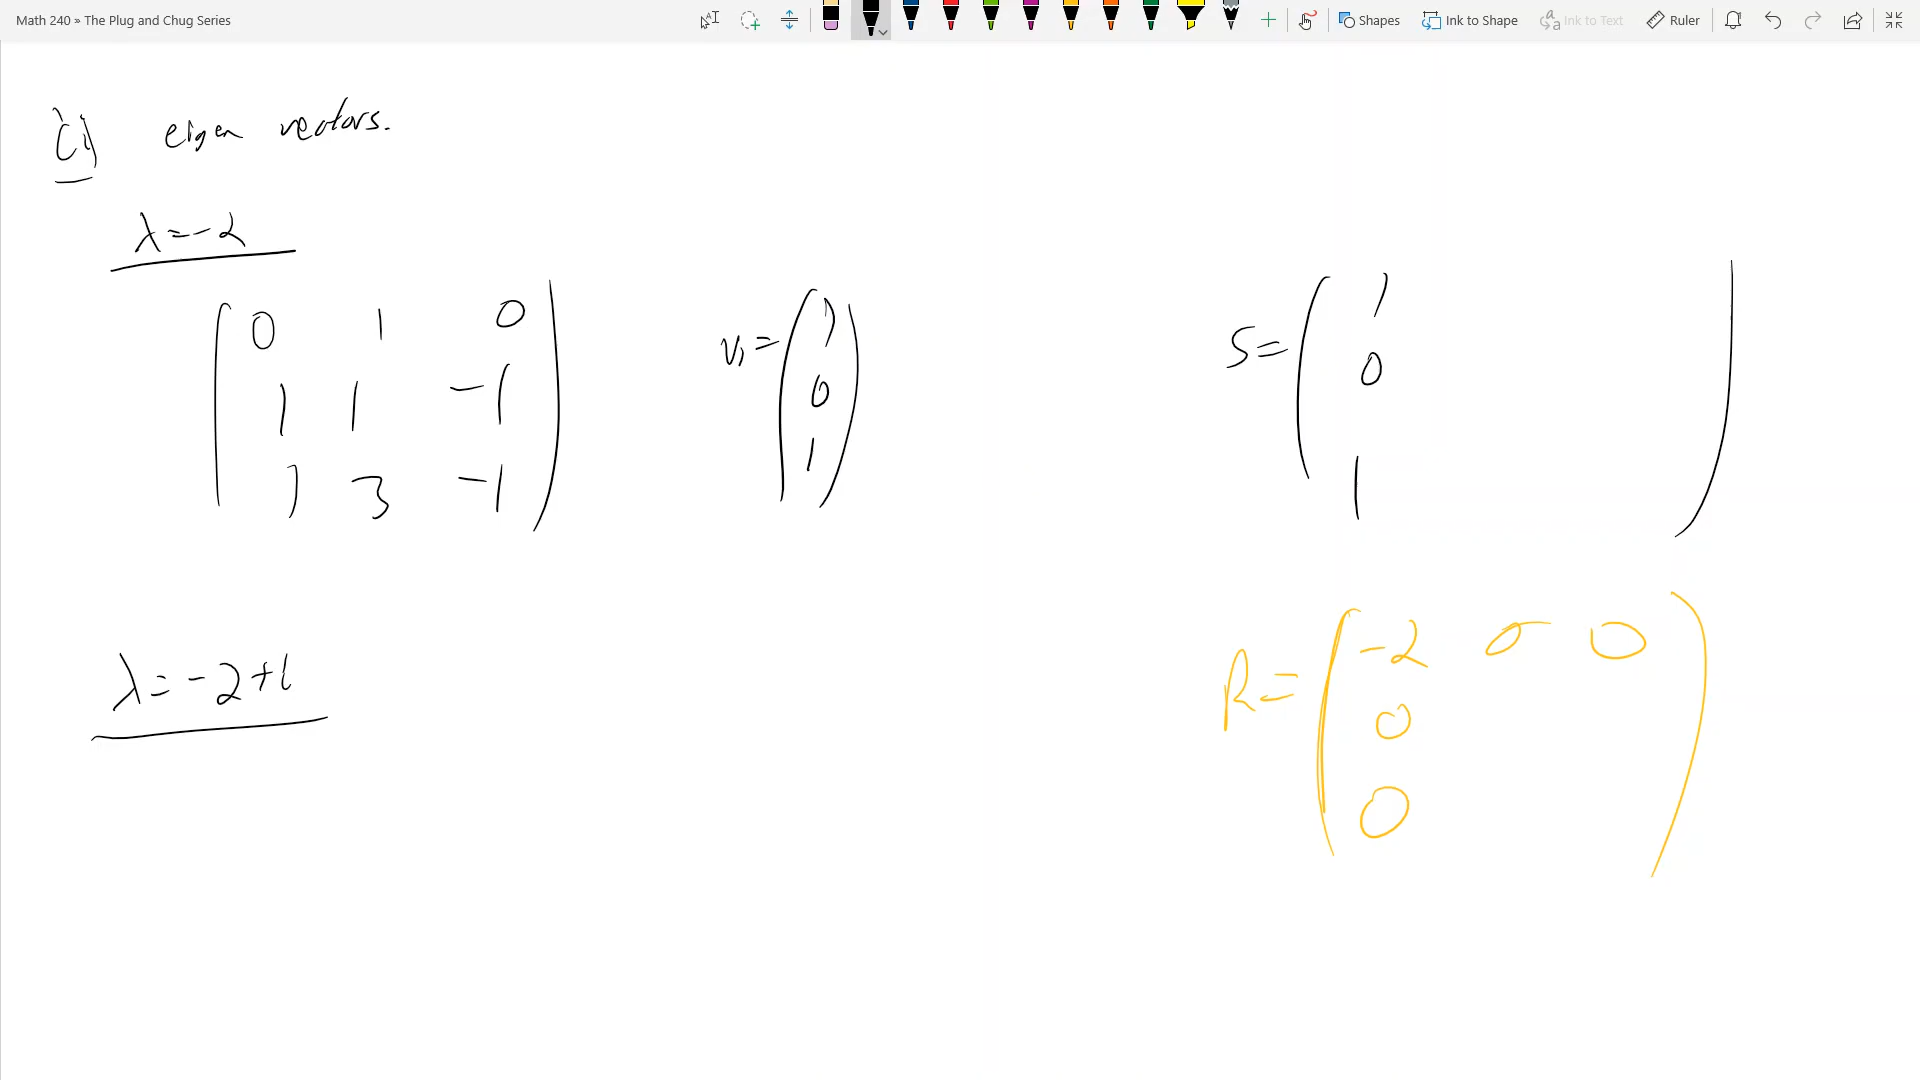 Math 240 » The Plug and Chug Series
Shapes
Ink to Shape
Ink to Text
Ruler
(i) eigen vectors.
λ=-2
0 1 0
1 1 -1
1 3 -1
v₁=
1
0
1
S=
1
0
1
λ=-2+i
R=
-2 0 0
0
0